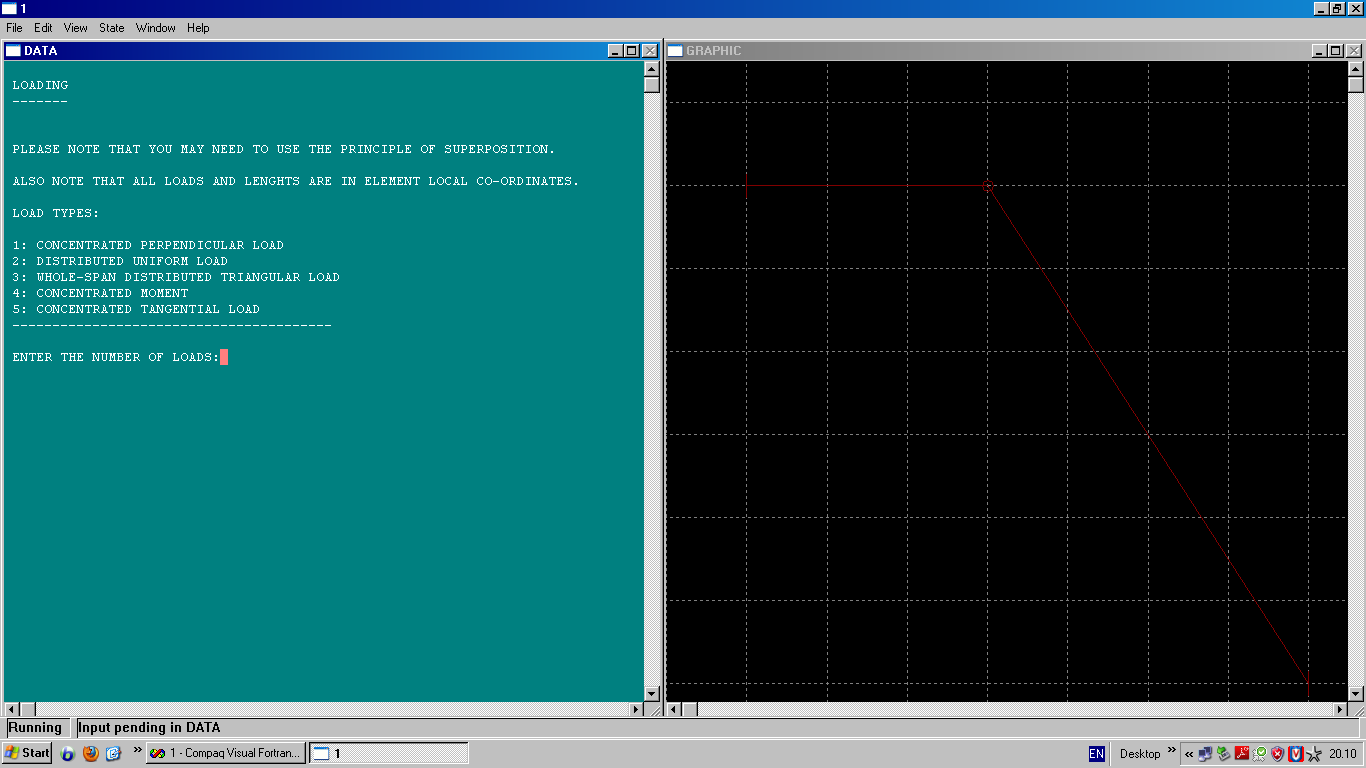 1
File Edit View State Window Help
DATA
GRAPHIC
LOADING
-------
PLEASE NOTE THAT YOU MAY NEED TO USE THE PRINCIPLE OF SUPERPOSITION.
ALSO NOTE THAT ALL LOADS AND LENGHTS ARE IN ELEMENT LOCAL CO-ORDINATES.
LOAD TYPES:
1: CONCENTRATED PERPENDICULAR LOAD
2: DISTRIBUTED UNIFORM LOAD
3: WHOLE-SPAN DISTRIBUTED TRIANGULAR LOAD
4: CONCENTRATED MOMENT
5: CONCENTRATED TANGENTIAL LOAD
----------------------------------------
ENTER THE NUMBER OF LOADS:
Running Input pending in DATA
Start » 1 - Compaq Visual Fortran... 1 EN Desktop » « 20.10